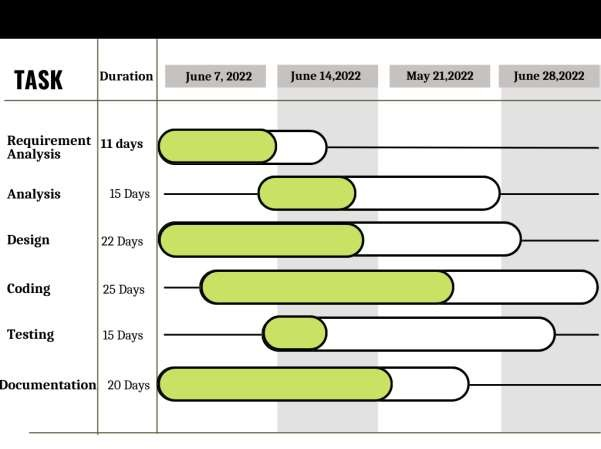 TASK Duration June 7, 2022 June 14,2022 May 21,2022 June 28,2022
Requirement
Analysis
11 days
Analysis 15 Days
Design 22 Days
Coding 25 Days
Testing 15 Days
Documentation 20 Days